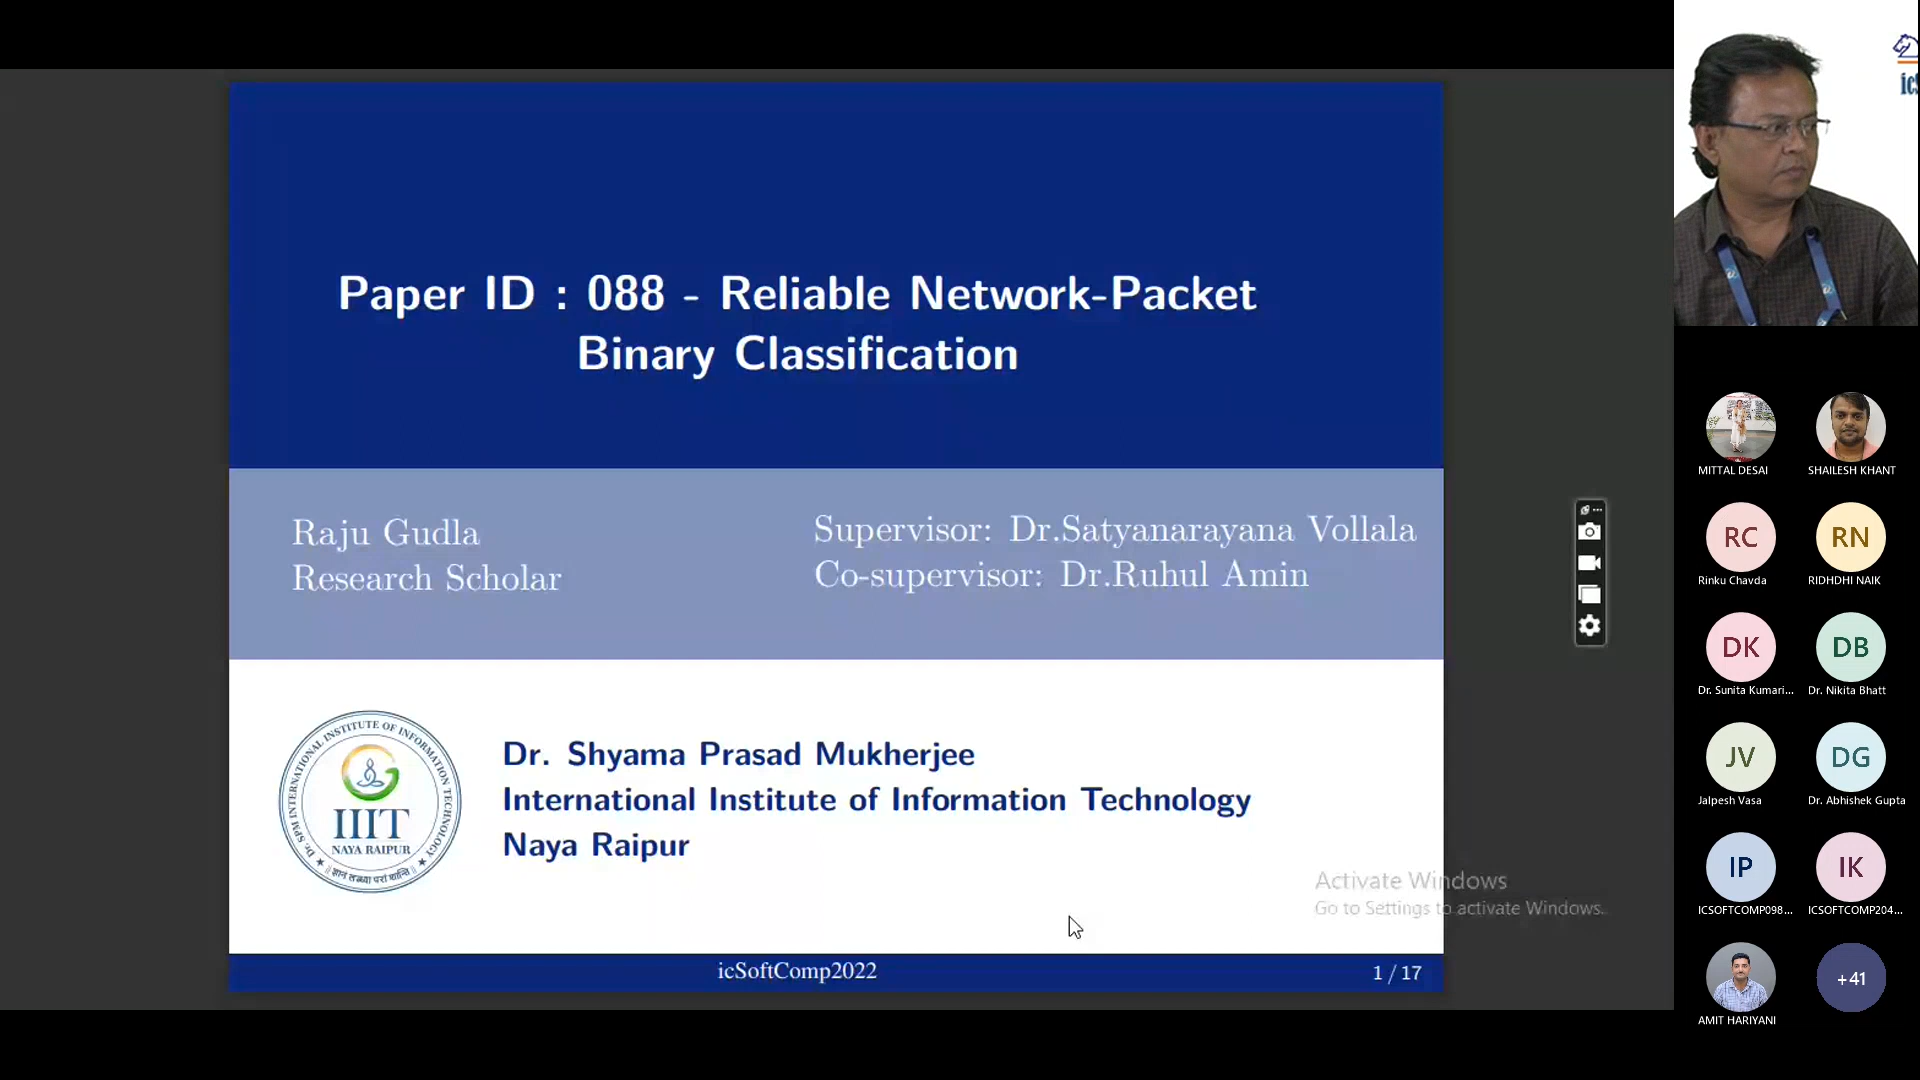 Paper ID : 088 - Reliable Network-Packet
Binary Classification
Raju Gudla
Research Scholar
Supervisor: Dr.Satyanarayana Vollala
Co-supervisor: Dr.Ruhul Amin
Dr. SPM INTERNATIONAL INSTITUTE OF INFORMATION TECHNOLOGY
IIIT
NAYA RAIPUR
Dr. Shyama Prasad Mukherjee
International Institute of Information Technology
Naya Raipur
Activate Windows
Go to Settings to activate Windows.
icSoftComp2022
1 / 17
MITTAL DESAI
SHAILESH KHANT
RC
RN
Rinku Chavda
RIDHDHI NAIK
DK
DB
Dr. Sunita Kumari...
Dr. Nikita Bhatt
JV
DG
Jalpesh Vasa
Dr. Abhishek Gupta
IP
IK
ICSOFTCOMP098...
ICSOFTCOMP204...
+41
AMIT HARIYANI